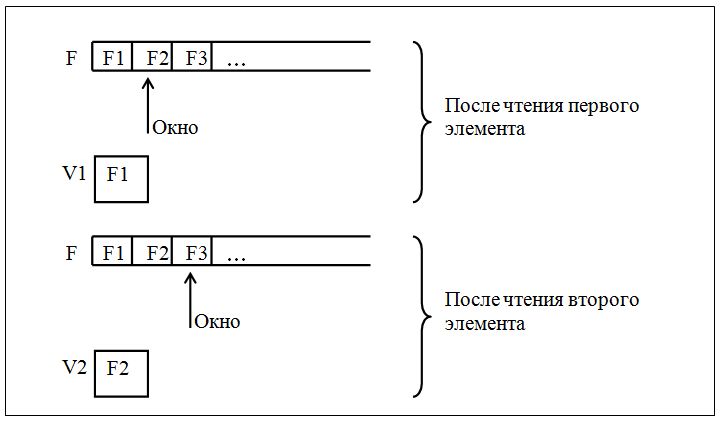 F F1 F2 F3 ...
Окно
После чтения первого
элемента
V1 F1
F F1 F2 F3 ...
Окно
После чтения второго
элемента
V2 F2